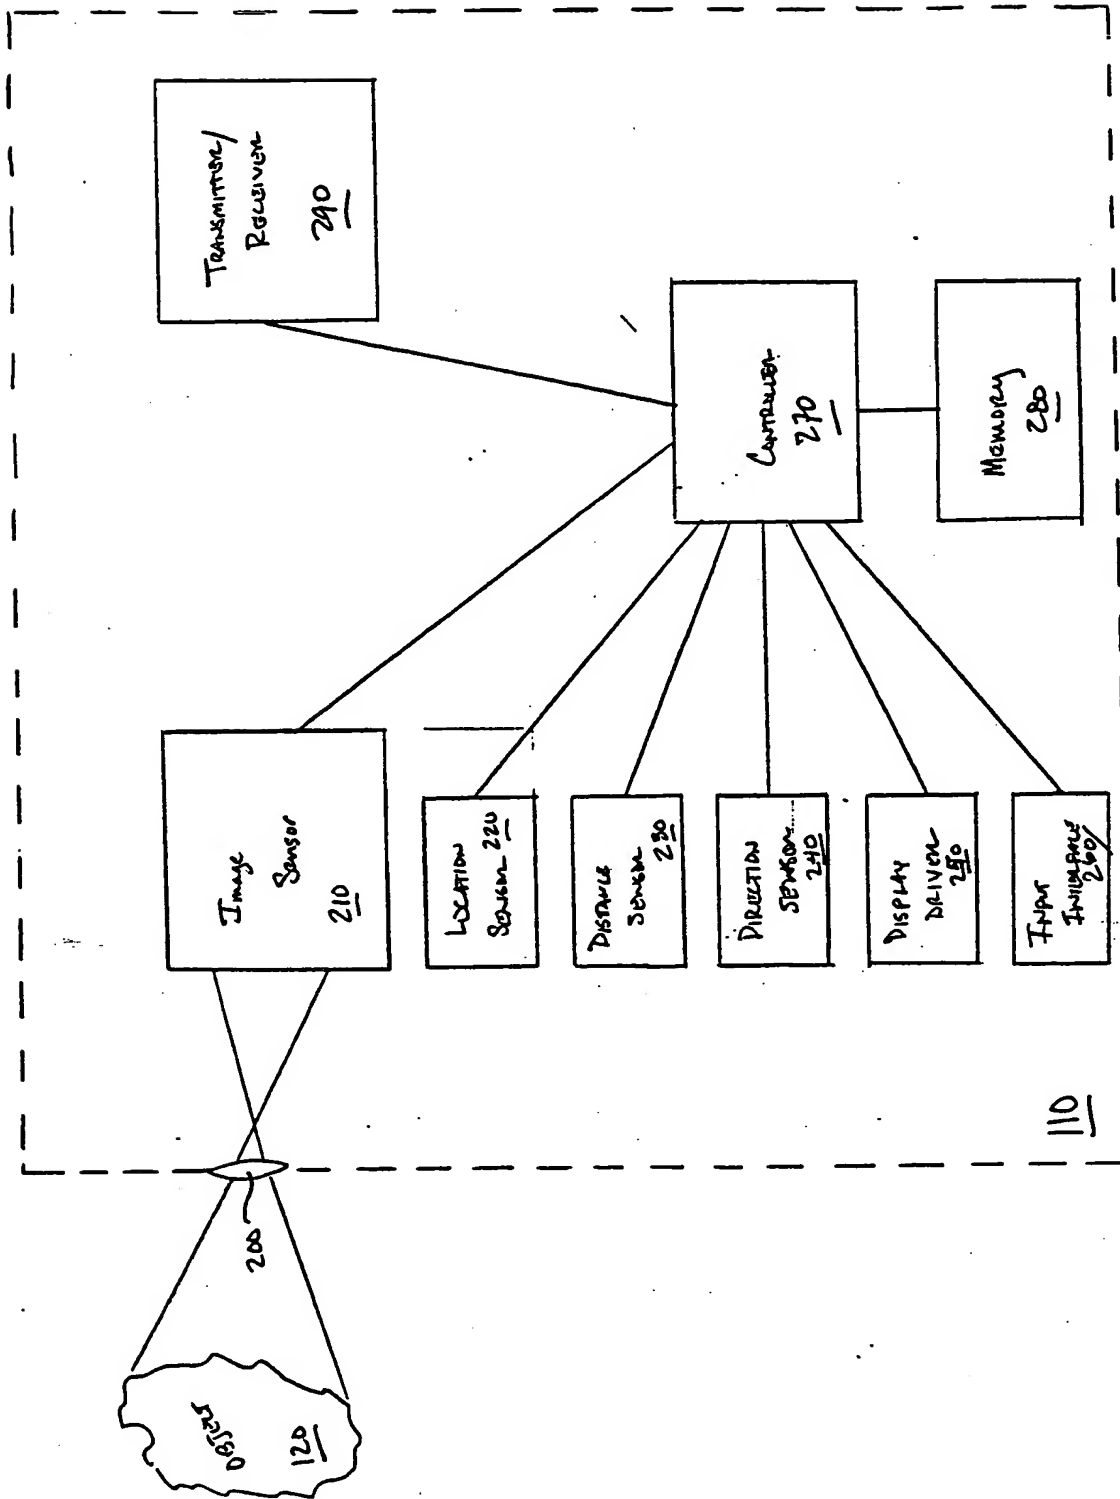 OBJECTS
120
200
Image
Sensor
210
LOCATION
SENSOR 220
DISTANCE
SENSOR
230
DIRECTION
SENSOR
240
DISPLAY
DRIVER
250
INPUT
INTERFACE
260
TRANSMITTER/
RECEIVER
290
CONTROLLER
270
MEMORY
280
110